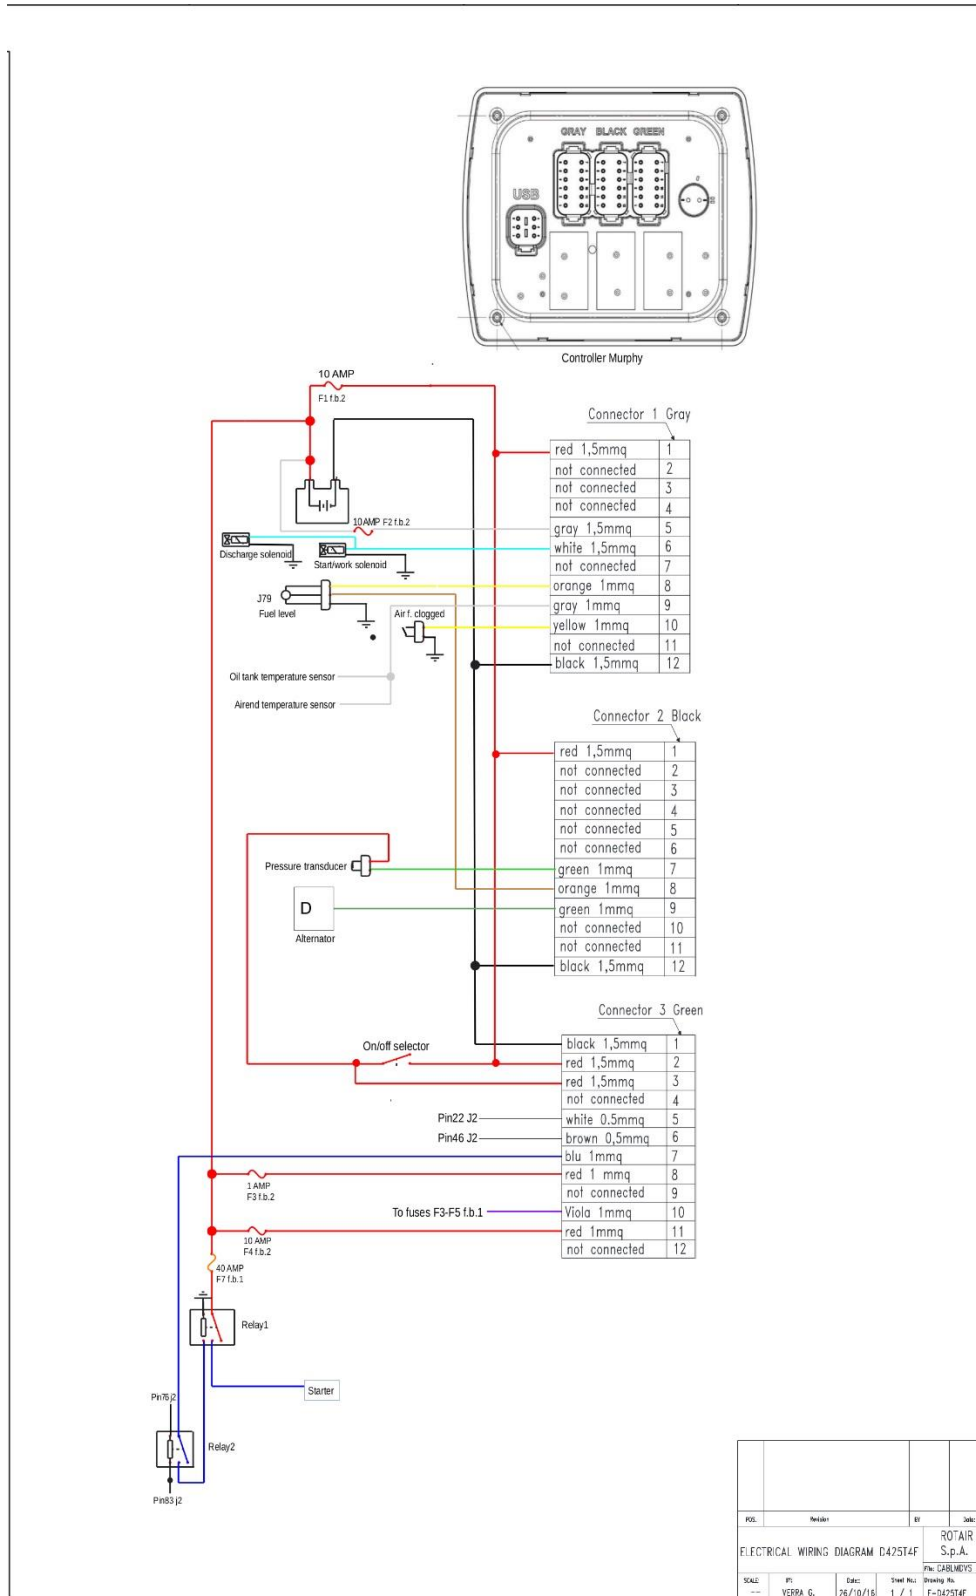 GRAY BLACK GREEN
USB
Controller Murphy
10 AMP
F1 f.b.2
Connector 1 Gray
red 1,5mmq 1
not connected 2
not connected 3
not connected 4
10AMP F2 f.b.2
gray 1,5mmq 5
white 1,5mmq 6
Discharge solenoid
Start/work solenoid
not connected 7
orange 1mmq 8
J79
Fuel level
gray 1mmq 9
Air f. clogged
yellow 1mmq 10
not connected 11
black 1,5mmq 12
Oil tank temperature sensor
Airend temperature sensor
Connector 2 Black
red 1,5mmq 1
not connected 2
not connected 3
not connected 4
not connected 5
not connected 6
Pressure transducer
green 1mmq 7
orange 1mmq 8
D
green 1mmq 9
Alternator
not connected 10
not connected 11
black 1,5mmq 12
Connector 3 Green
black 1,5mmq 1
On/off selector
red 1,5mmq 2
red 1,5mmq 3
not connected 4
Pin22 J2
white 0.5mmq 5
Pin46 J2
brown 0,5mmq 6
blu 1mmq 7
red 1 mmq 8
1 AMP
F3 f.b.2
not connected 9
To fuses F3-F5 f.b.1
Viola 1mmq 10
red 1mmq 11
10 AMP
F4 f.b.2
not connected 12
40 AMP
F7 f.b.1
Relay1
Starter
Pin76 j2
Relay2
Pin83 j2
POS. Revision BY Date:
ELECTRICAL WIRING DIAGRAM D425T4F
ROTAIR
S.p.A.
File: CABLMDVS
SCALE: Date: Sheet No.: Drawing No.
-- VERRA G. 26/10/16 1 / 1 E-D425T4F